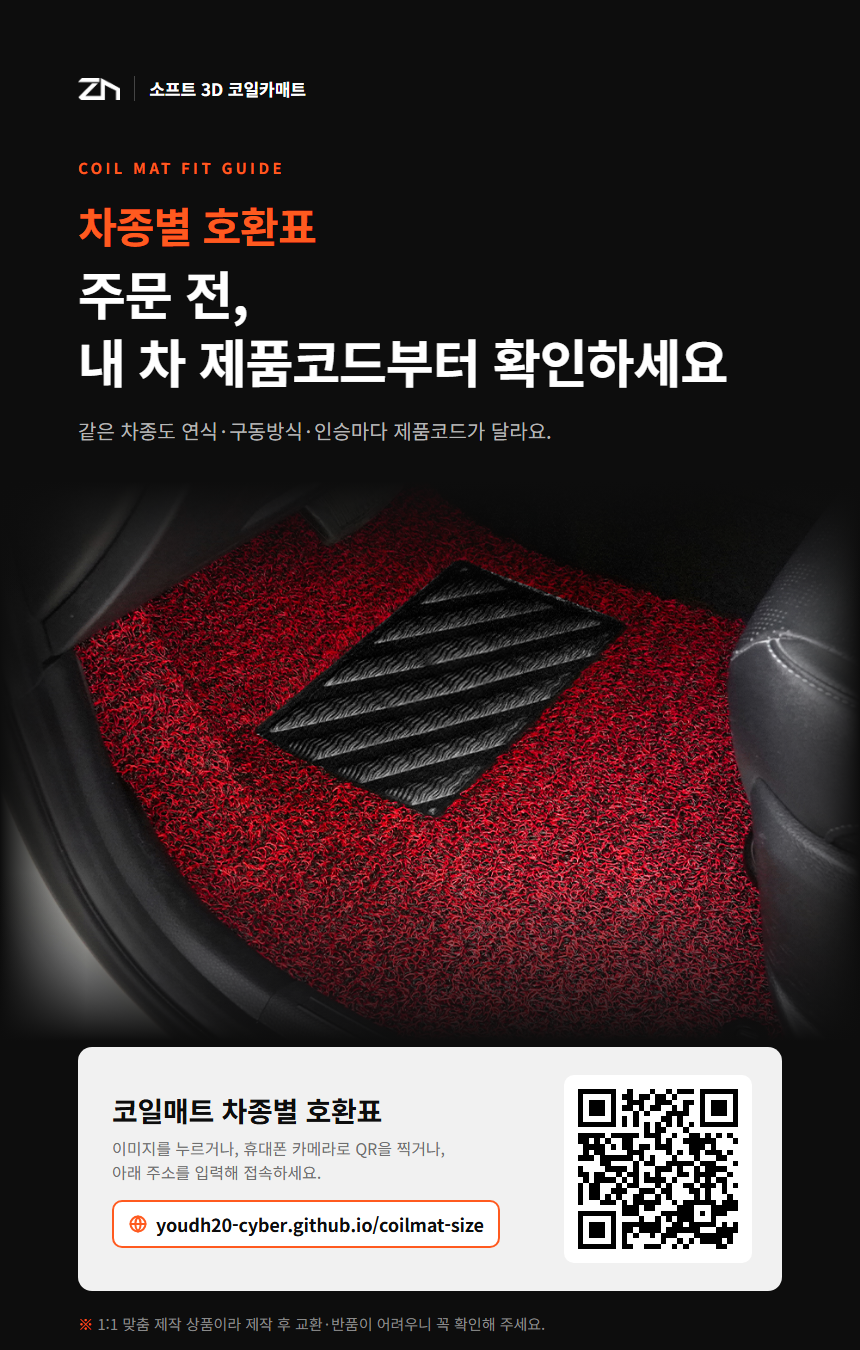 ZN
소프트 3D 코일카매트
COIL MAT FIT GUIDE
차종별 호환표
주문 전,
내 차 제품코드부터 확인하세요
같은 차종도 연식·구동방식·인승마다 제품코드가 달라요.
코일매트 차종별 호환표
이미지를 누르거나, 휴대폰 카메라로 QR을 찍거나,
아래 주소를 입력해 접속하세요.
youdh20-cyber.github.io/coilmat-size
※ 1:1 맞춤 제작 상품이라 제작 후 교환·반품이 어려우니 꼭 확인해 주세요.